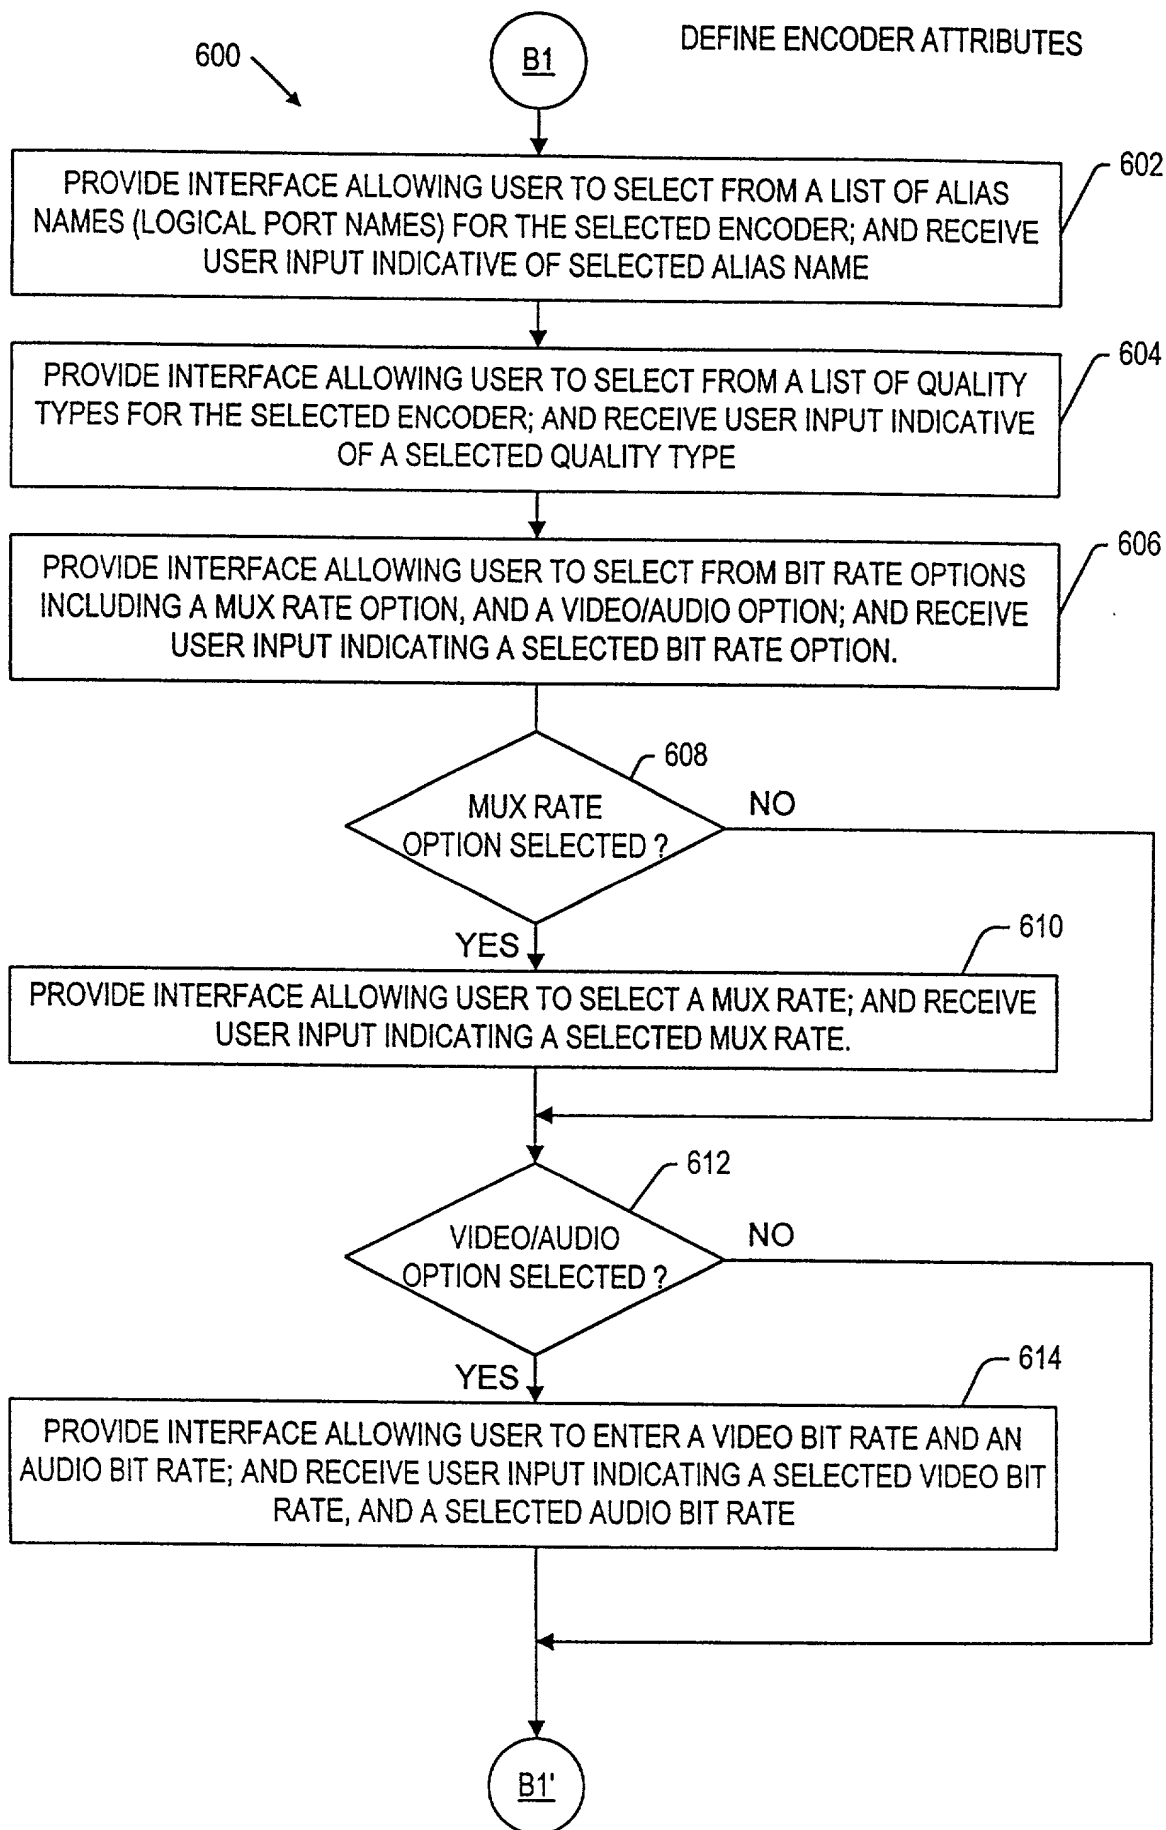 DEFINE ENCODER ATTRIBUTES
600
B1
602
PROVIDE INTERFACE ALLOWING USER TO SELECT FROM A LIST OF ALIAS
NAMES (LOGICAL PORT NAMES) FOR THE SELECTED ENCODER; AND RECEIVE
USER INPUT INDICATIVE OF SELECTED ALIAS NAME
604
PROVIDE INTERFACE ALLOWING USER TO SELECT FROM A LIST OF QUALITY
TYPES FOR THE SELECTED ENCODER; AND RECEIVE USER INPUT INDICATIVE
OF A SELECTED QUALITY TYPE
606
PROVIDE INTERFACE ALLOWING USER TO SELECT FROM BIT RATE OPTIONS
INCLUDING A MUX RATE OPTION, AND A VIDEO/AUDIO OPTION; AND RECEIVE
USER INPUT INDICATING A SELECTED BIT RATE OPTION.
608
MUX RATE
OPTION SELECTED ?
NO
YES
610
PROVIDE INTERFACE ALLOWING USER TO SELECT A MUX RATE; AND RECEIVE
USER INPUT INDICATING A SELECTED MUX RATE.
612
VIDEO/AUDIO
OPTION SELECTED ?
NO
YES
614
PROVIDE INTERFACE ALLOWING USER TO ENTER A VIDEO BIT RATE AND AN
AUDIO BIT RATE; AND RECEIVE USER INPUT INDICATING A SELECTED VIDEO BIT
RATE, AND A SELECTED AUDIO BIT RATE
B1'